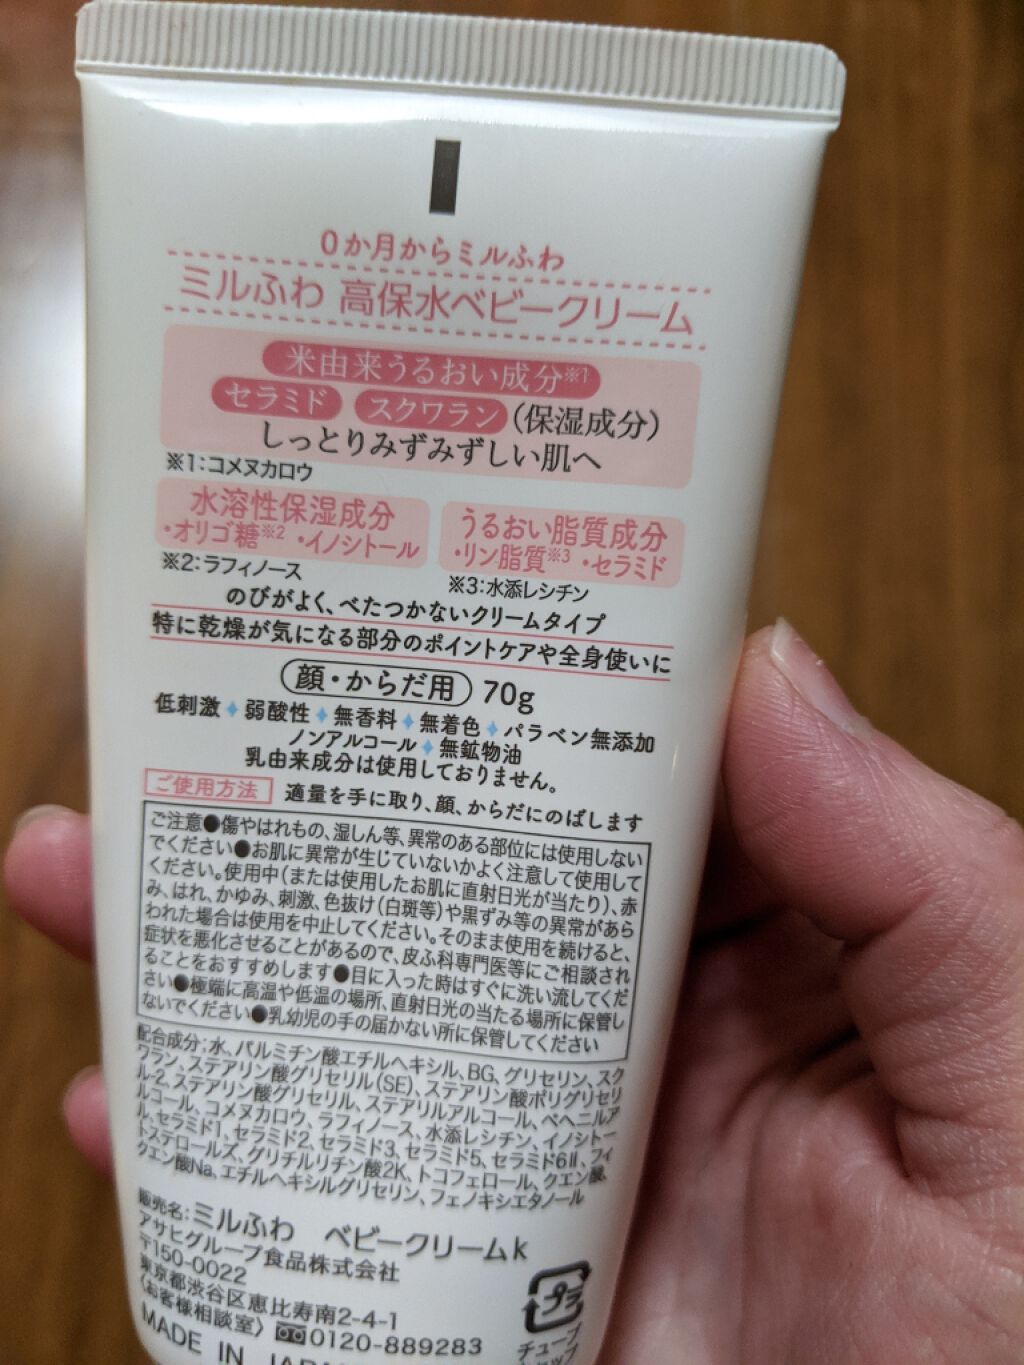 0か月からミルふわ
ミルふわ 高保水ベビークリーム
米由来うるおい成分※1
セラミド スクワラン (保湿成分)
しっとりみずみずしい肌へ
※1:コメヌカロウ
水溶性保湿成分
・オリゴ糖※2 ・イノシトール
※2:ラフィノース
うるおい脂質成分
・リン脂質※3 ・セラミド
※3:水添レシチン
のびがよく、べたつかないクリームタイプ
特に乾燥が気になる部分のポイントケアや全身使いに
顔・からだ用 70g
低刺激♦弱酸性♦無香料♦無着色♦パラベン無添加
ノンアルコール♦無鉱物油
乳由来成分は使用しておりません。
ご使用方法 適量を手に取り、顔、からだにのばします
ご注意●傷やはれもの、湿しん等、異常のある部位には使用しない
でください●お肌に異常が生じていないかよく注意して使用して
ください。使用中(または使用したお肌に直射日光が当たり)、赤
み、はれ、かゆみ、刺激、色抜け(白斑等)や黒ずみ等の異常があら
われた場合は使用を中止してください。そのまま使用を続けると、
症状を悪化させることがあるので、皮ふ科専門医等にご相談され
ることをおすすめします●目に入った時はすぐに洗い流してくだ
さい●極端に高温や低温の場所、直射日光の当たる場所に保管し
ないでください●乳幼児の手の届かない所に保管してください
配合成分;水、パルミチン酸エチルヘキシル、BG、グリセリン、スク
ワラン、ステアリン酸グリセリル(SE)、ステアリン酸ポリグリセリ
ル-2、ステアリン酸グリセリル、ステアリルアルコール、ベヘニルア
ルコール、コメヌカロウ、ラフィノース、水添レシチン、イノシトー
ル、セラミド1、セラミド2、セラミド3、セラミド5、セラミド6Ⅱ、フィ
トステロールズ、グリチルリチン酸2K、トコフェロール、クエン酸、
クエン酸Na、エチルヘキシルグリセリン、フェノキシエタノール
販売名:ミルふわ ベビークリームk
アサヒグループ食品株式会社
〒150-0022
東京都渋谷区恵比寿南2-4-1
〈お客様相談室〉 0120-889283
MADE IN JAPAN
プラ
チューブ